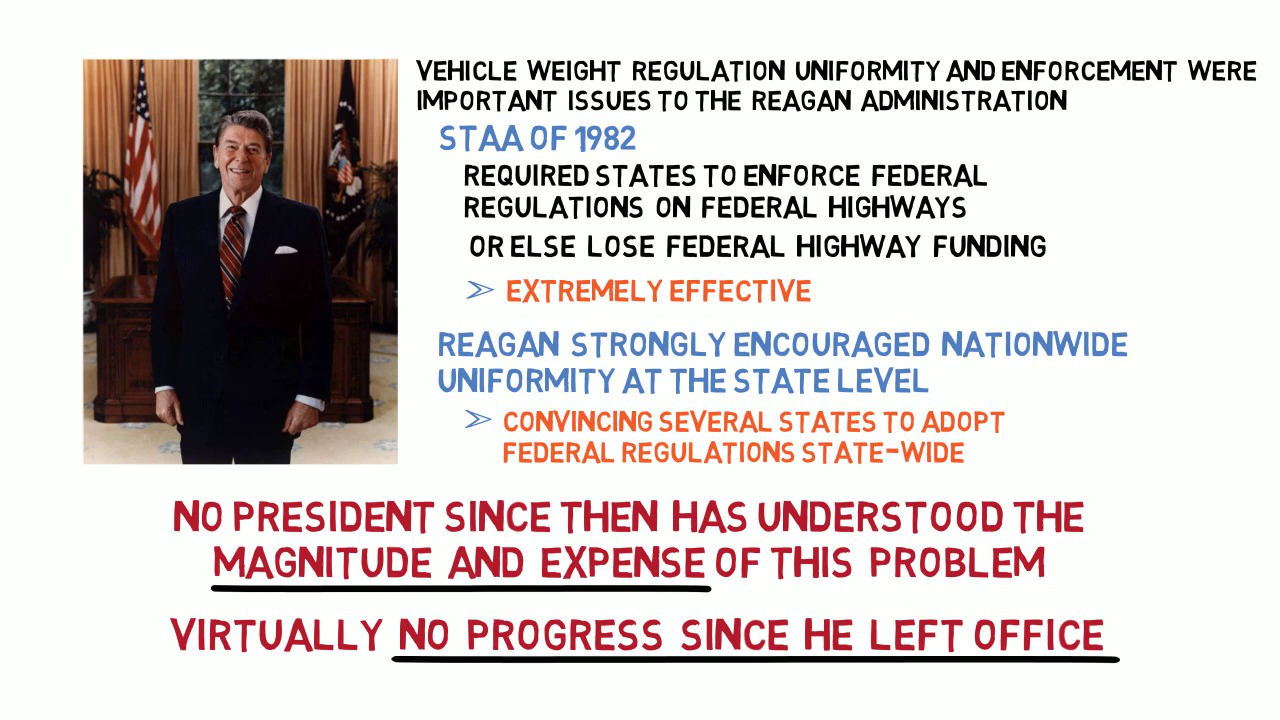 VEHICLE WEIGHT REGULATION UNIFORMITY AND ENFORCEMENT WERE
IMPORTANT ISSUES TO THE REAGAN ADMINISTRATION
STAA OF 1982
REQUIRED STATES TO ENFORCE FEDERAL
REGULATIONS ON FEDERAL HIGHWAYS
OR ELSE LOSE FEDERAL HIGHWAY FUNDING
➢ EXTREMELY EFFECTIVE
REAGAN STRONGLY ENCOURAGED NATIONWIDE
UNIFORMITY AT THE STATE LEVEL
➢ CONVINCING SEVERAL STATES TO ADOPT
FEDERAL REGULATIONS STATE-WIDE
NO PRESIDENT SINCE THEN HAS UNDERSTOOD THE
MAGNITUDE AND EXPENSE OF THIS PROBLEM
VIRTUALLY NO PROGRESS SINCE HE LEFT OFFICE